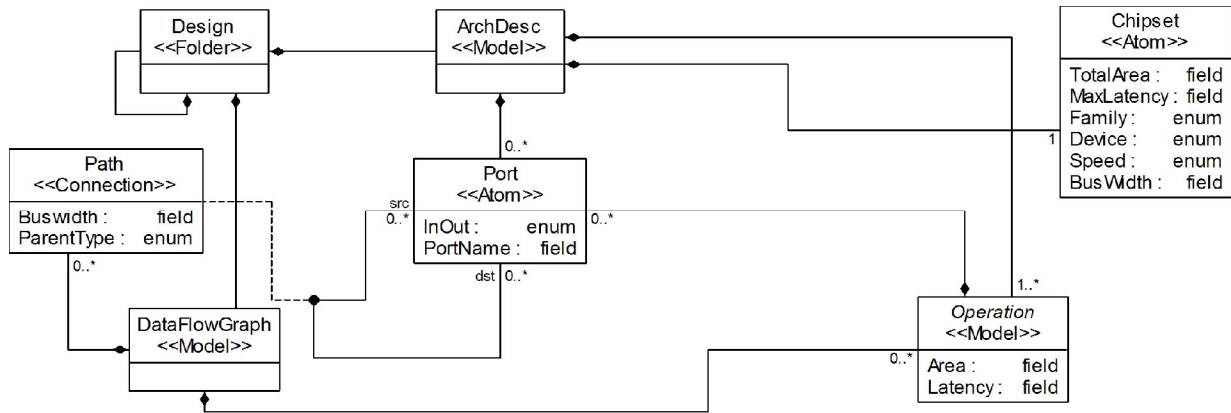 Design
<<Folder>>
ArchDesc
<<Model>>
Chipset
<<Atom>>
TotalArea : field
MaxLatency : field
Family : enum
Device : enum
Speed : enum
BusWidth : field
1
0..*
Path
<<Connection>>
Buswidth : field
ParentType : enum
0..*
Port
<<Atom>>
InOut : enum
PortName : field
src
0..*
0..*
dst
0..*
1..*
DataFlowGraph
<<Model>>
Operation
<<Model>>
Area : field
Latency : field
0..*